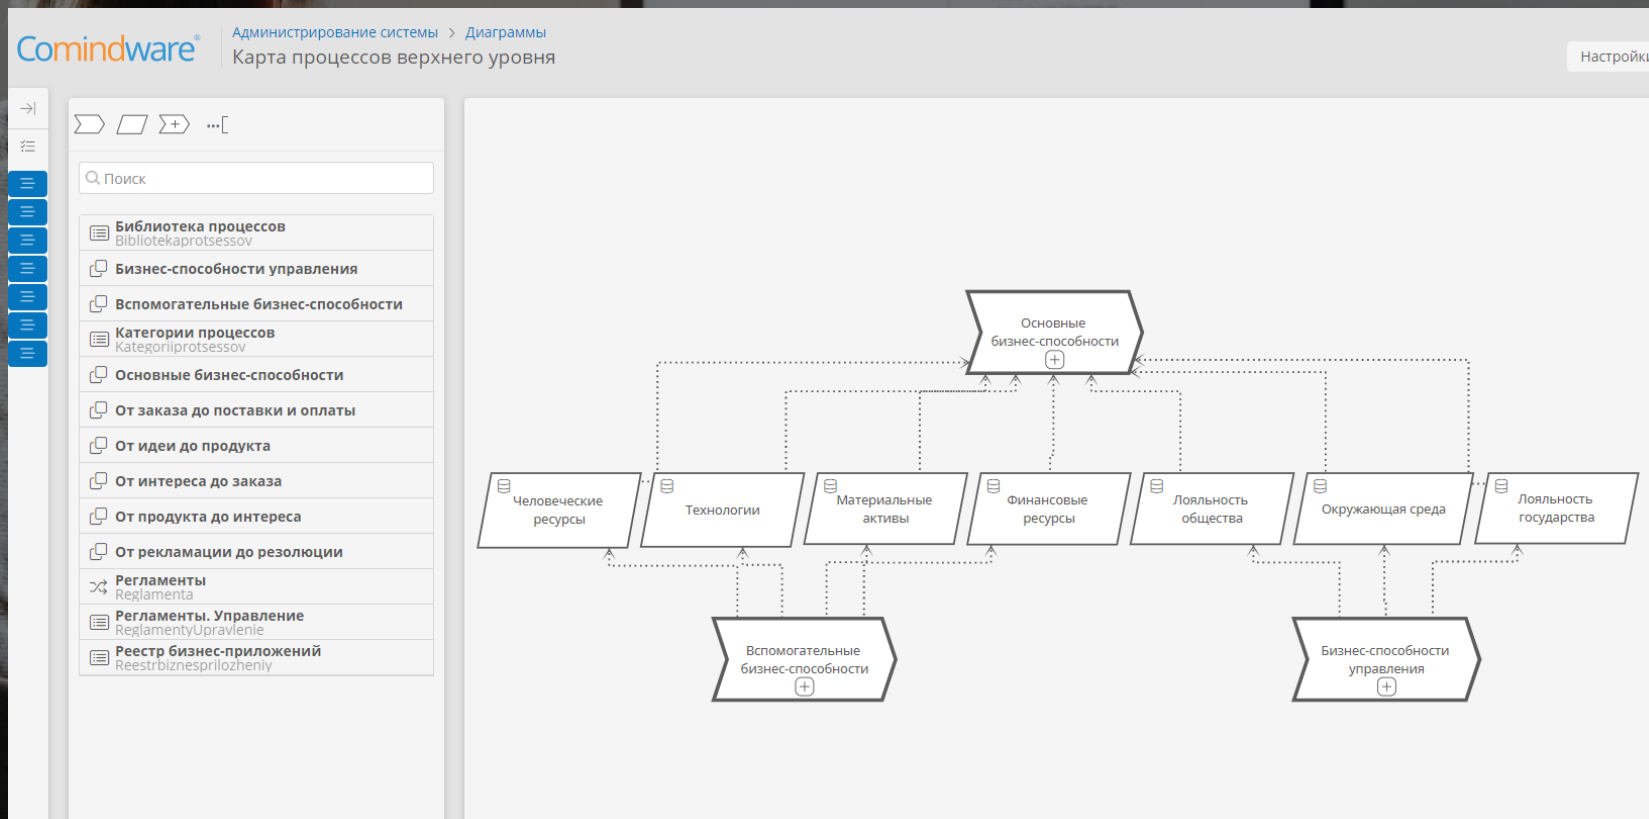 Comindware®
Администрирование системы > Диаграммы
Карта процессов верхнего уровня
Поиск
Библиотека процессов
Bibliotekaprotsessov
Бизнес-способности управления
Вспомогательные бизнес-способности
Категории процессов
Kategoriiprotsessov
Основные бизнес-способности
От заказа до поставки и оплаты
От идеи до продукта
От интереса до заказа
От продукта до интереса
От рекламации до резолюции
Регламенты
Reglamenta
Регламенты. Управление
ReglamentyUpravlenie
Реестр бизнес-приложений
Reestrbiznesprilozheniy
Основные
бизнес-способности
Человеческие
ресурсы
Технологии
Материальные
активы
Финансовые
ресурсы
Лояльность
общества
Окружающая среда
Лояльность
государства
Вспомогательные
бизнес-способности
Бизнес-способности
управления